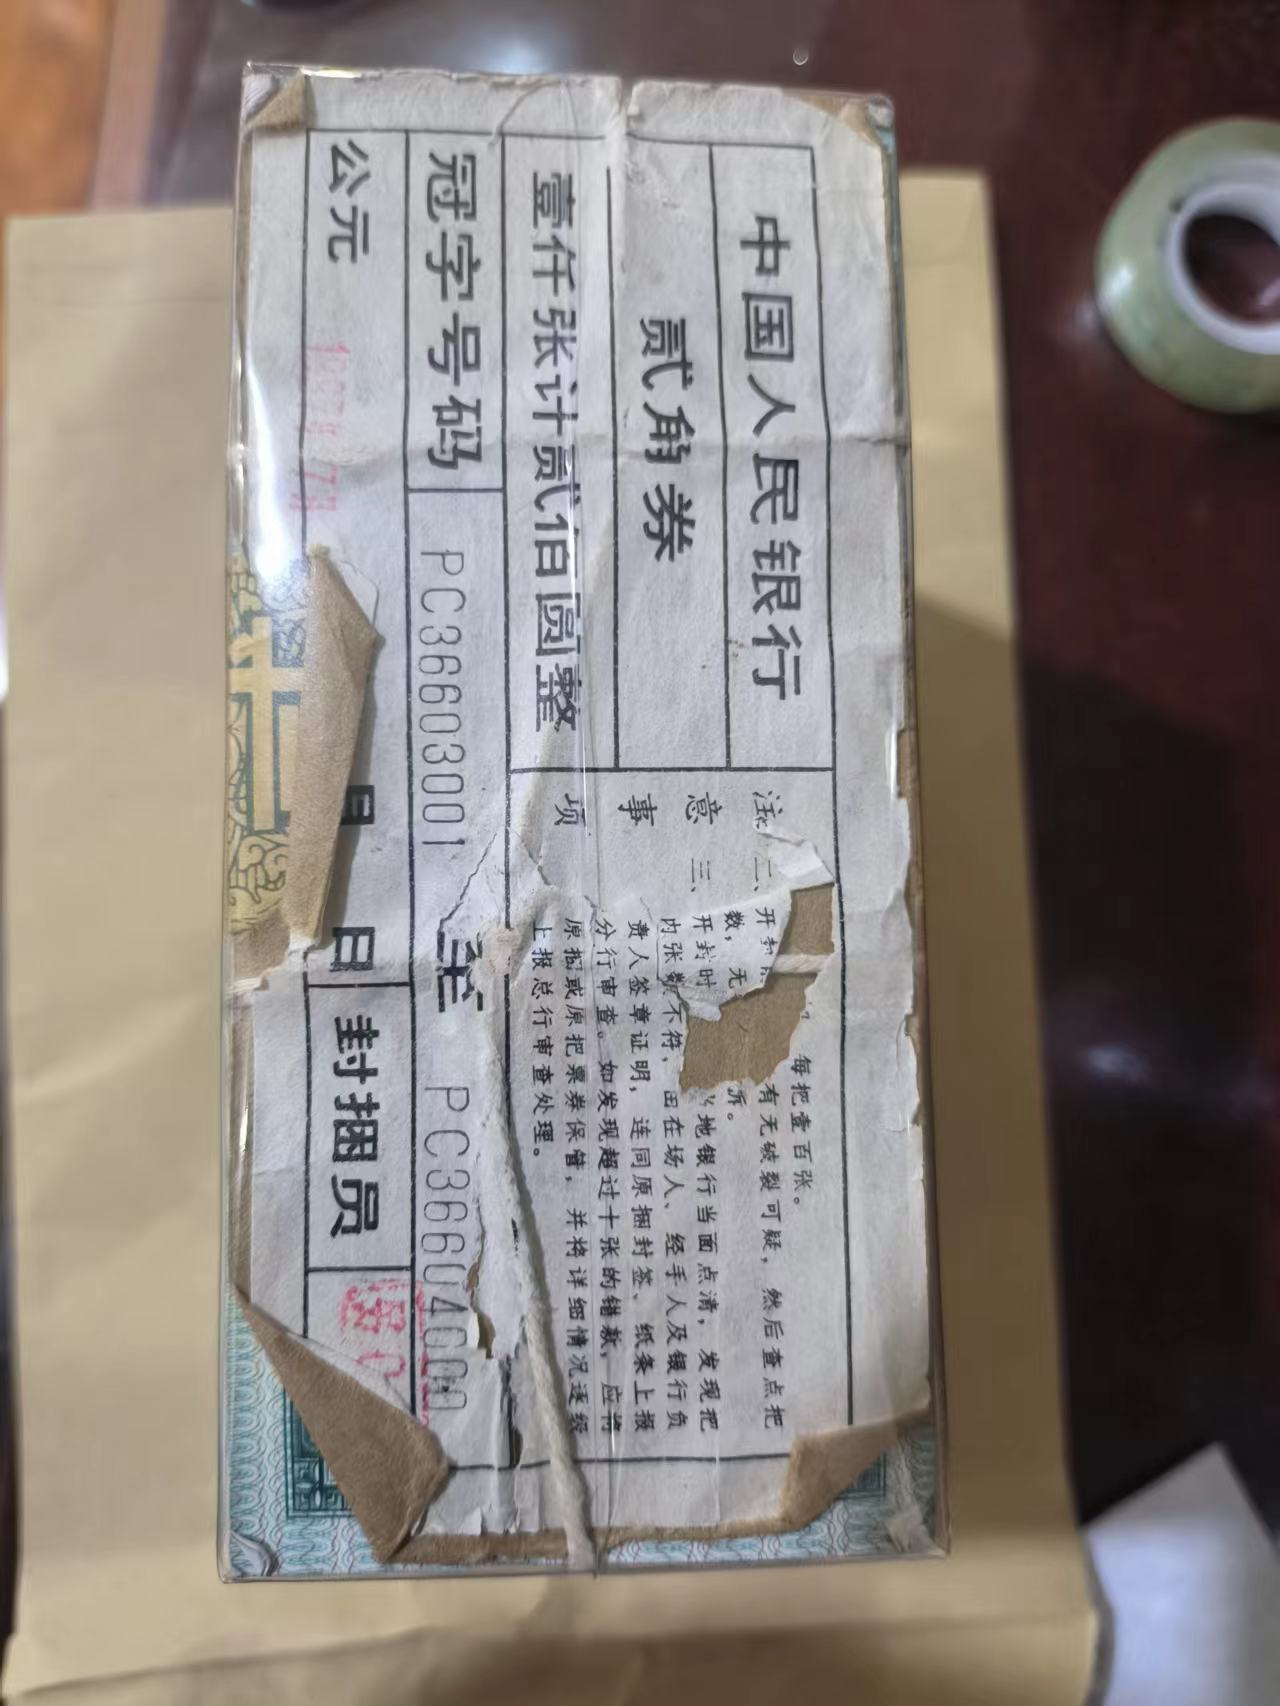 中国人民银行
贰角券
壹仟张计贰佰圆整
冠字号码 PC36603001 至 PC36604000
公元 月 日 封捆员
注意事项
每把壹百张。
二、开 有无破裂可疑，然后查点把
数，无 拆。
三、开封时 地银行当面点清，发现把
内张数不符，由在场人、经手人及银行负
责人签章证明，连同原捆封签、纸条上报
分行审查。如发现超过十张的错款，应将
原捆或原把票券保管，并将详细情况逐级
上报总行审查处理。